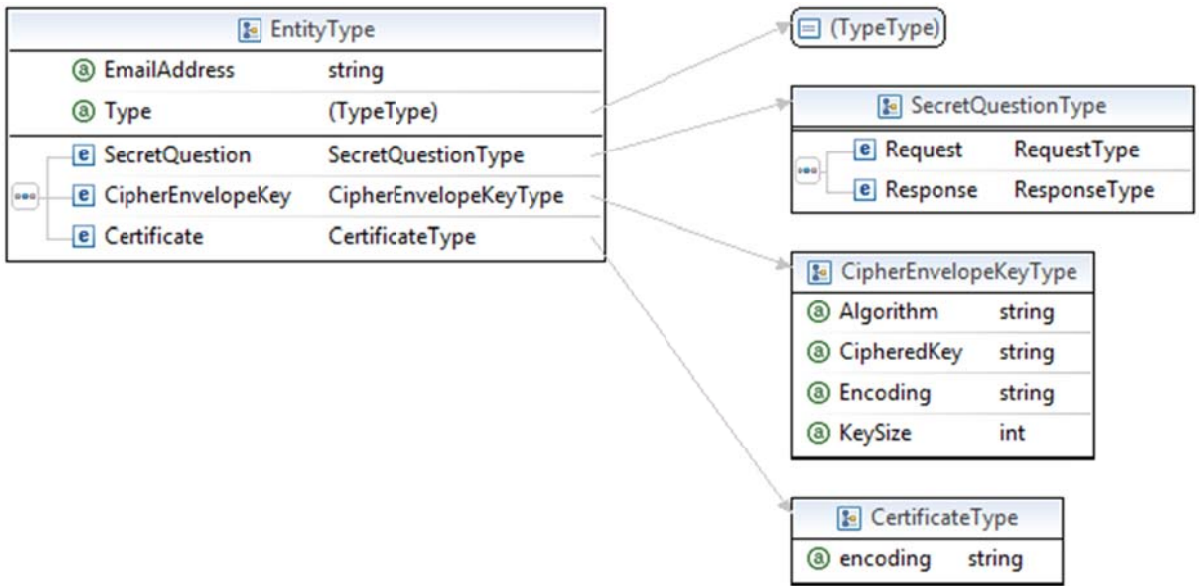 EntityType
EmailAddress string
Type (TypeType)
SecretQuestion SecretQuestionType
CipherEnvelopeKey CipherEnvelopeKeyType
Certificate CertificateType
(TypeType)
SecretQuestionType
Request RequestType
Response ResponseType
CipherEnvelopeKeyType
Algorithm string
CipheredKey string
Encoding string
KeySize int
CertificateType
encoding string